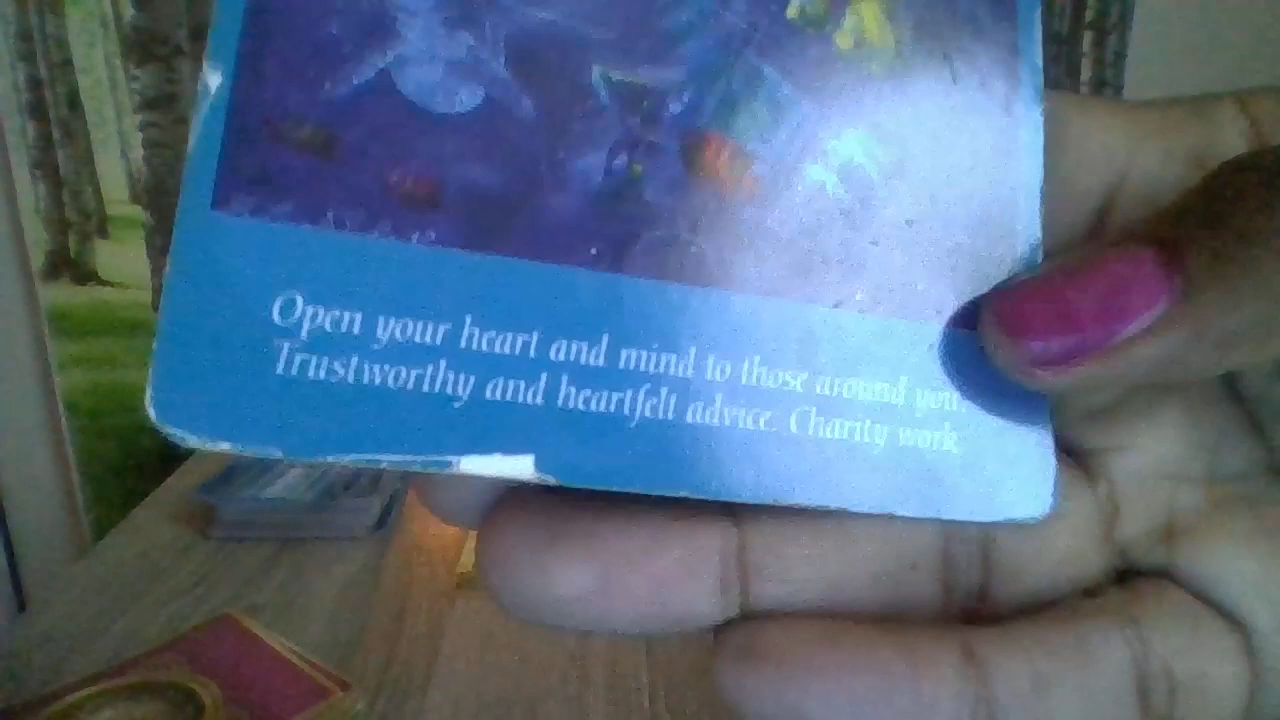 Open your heart and mind to those around you.
Trustworthy and heartfelt advice. Charity work.